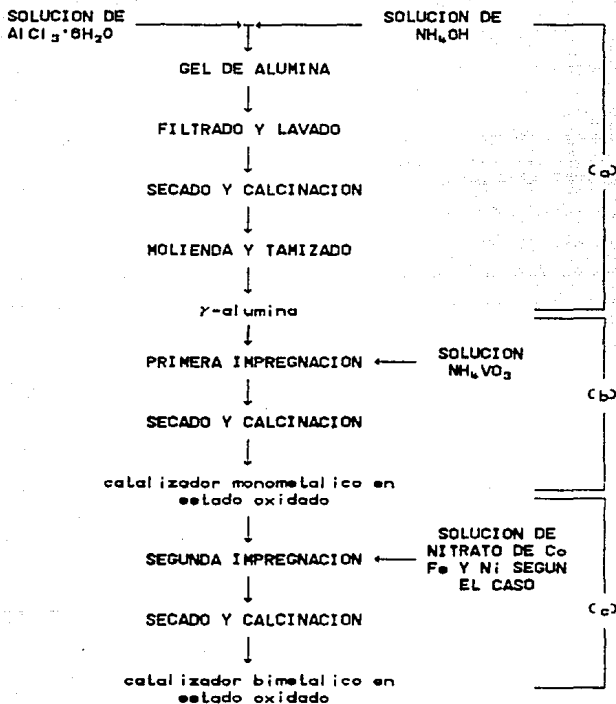 SOLUCION DE
AlCl₃·6H₂O
SOLUCION DE
NH₄OH
GEL DE ALUMINA
FILTRADO Y LAVADO
SECADO Y CALCINACION
(a)
MOLIENDA Y TAMIZADO
γ-alumina
PRIMERA IMPREGNACION
SOLUCION
NH₄VO₃
(b)
SECADO Y CALCINACION
catalizador monometalico en
estado oxidado
SEGUNDA IMPREGNACION
SOLUCION DE
NITRATO DE Co
Fe Y Ni SEGUN
EL CASO
(c)
SECADO Y CALCINACION
catalizador bimetalico en
estado oxidado